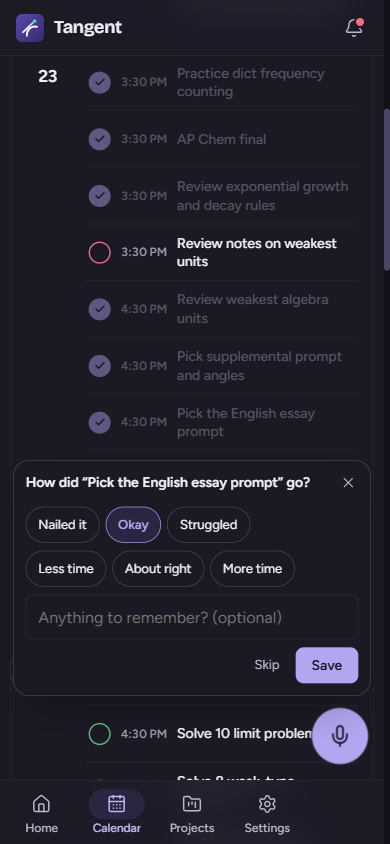 Tangent
23
3:30 PM Practice dict frequency
counting
3:30 PM AP Chem final
3:30 PM Review exponential growth
and decay rules
3:30 PM Review notes on weakest
units
4:30 PM Review weakest algebra
units
4:30 PM Pick supplemental prompt
and angles
4:30 PM Pick the English essay
prompt
How did “Pick the English essay prompt” go?
Nailed it Okay Struggled
Less time About right More time
Anything to remember? (optional)
Skip Save
4:30 PM Solve 10 limit
Home Calendar Projects Settings